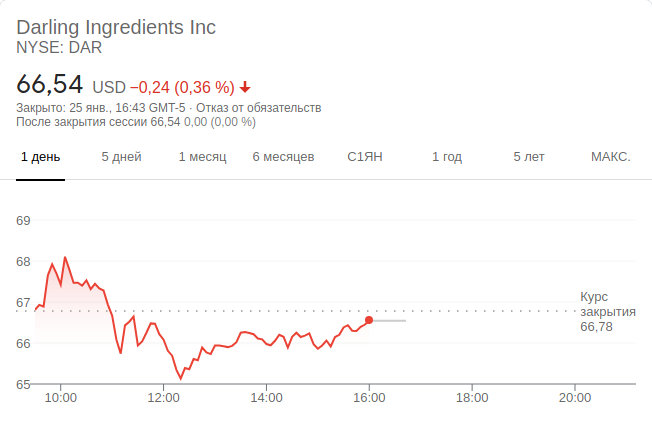 Darling Ingredients Inc
NYSE: DAR
66,54 USD −0,24 (0,36 %)
Закрыто: 25 янв., 16:43 GMT-5 · Отказ от обязательств
После закрытия сессии 66,54 0,00 (0,00 %)
1 день 5 дней 1 месяц 6 месяцев С1ЯН 1 год 5 лет МАКС.
69
68
67
66
65
Курс
закрытия
66,78
10:00 12:00 14:00 16:00 18:00 20:00